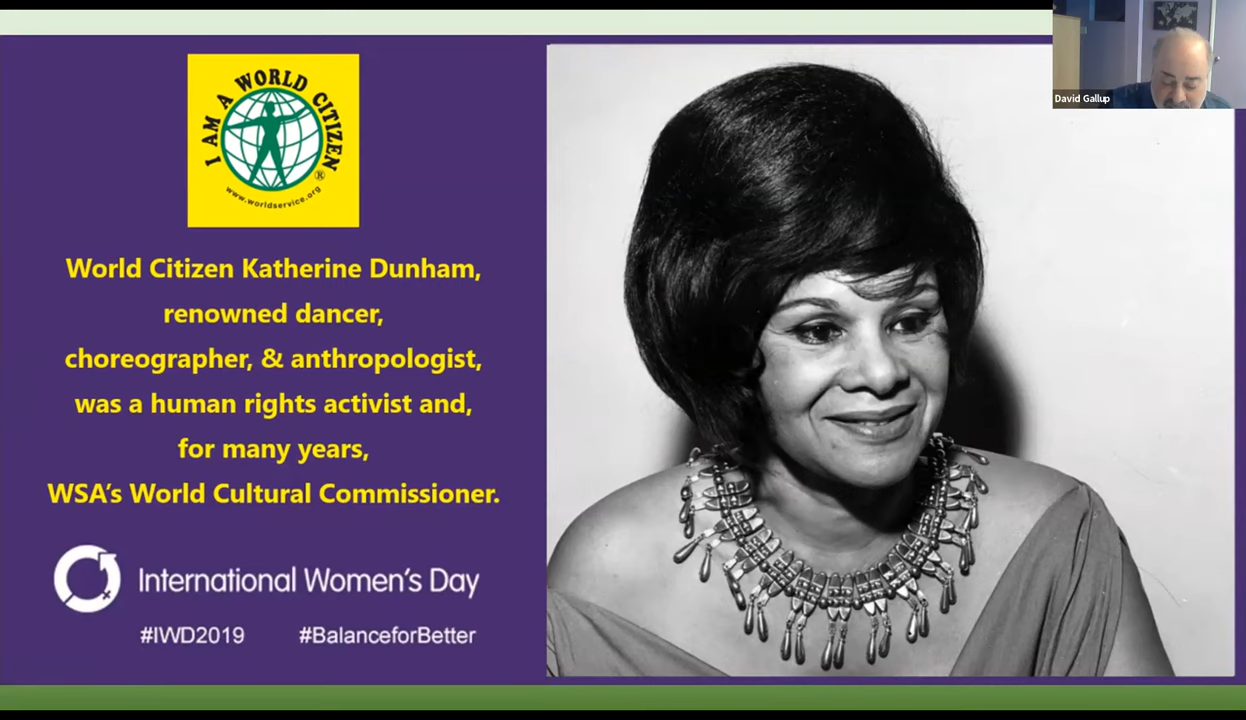 I AM A WORLD CITIZEN
®
www.worldservice.org
David Gallup
World Citizen Katherine Dunham,
renowned dancer,
choreographer, & anthropologist,
was a human rights activist and,
for many years,
WSA's World Cultural Commissioner.
International Women's Day
#IWD2019 #BalanceforBetter